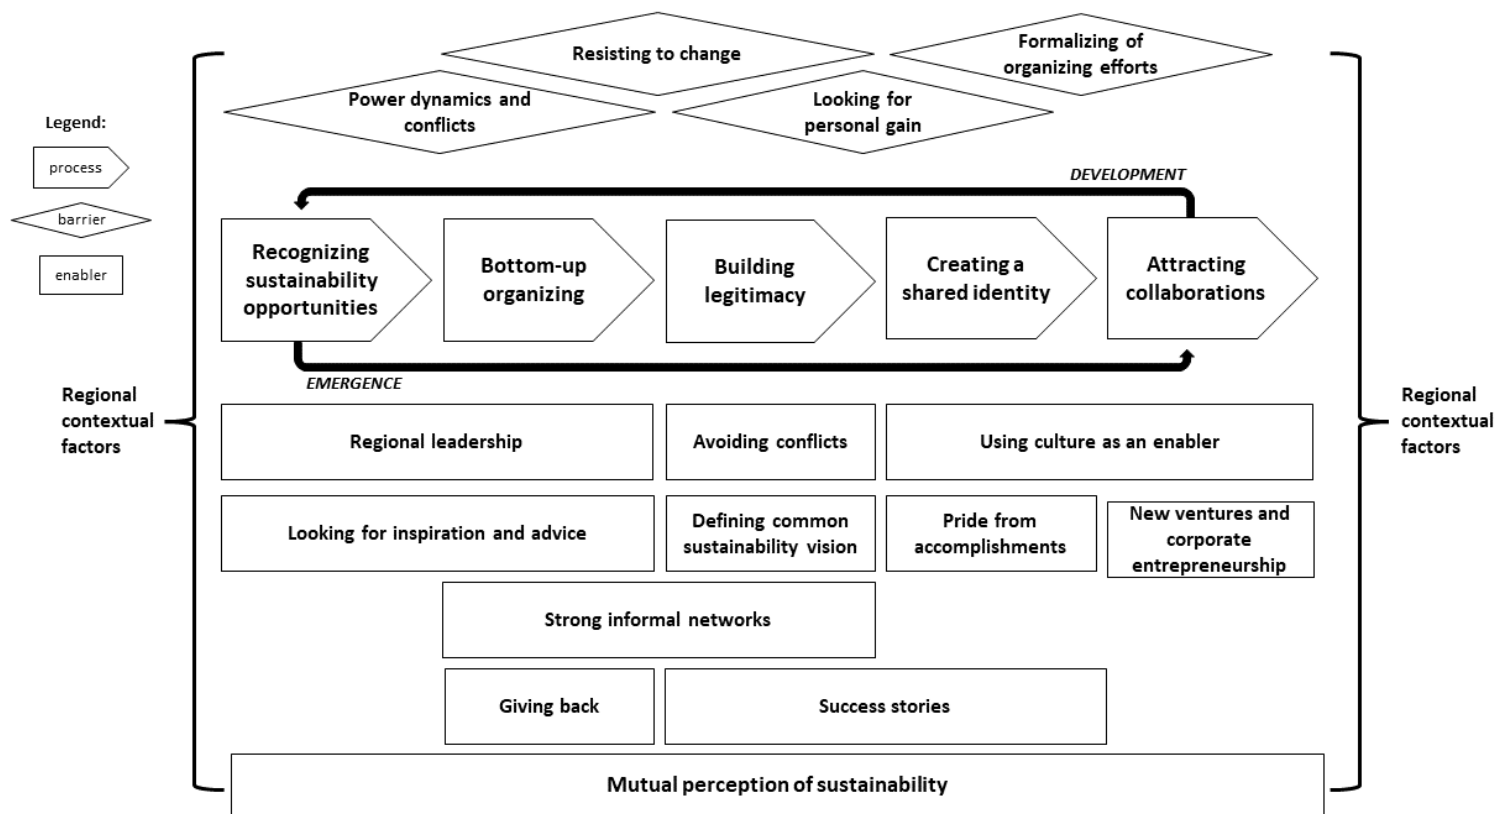 Resisting to change
Formalizing of
organizing efforts
Power dynamics and
conflicts
Looking for
personal gain
Legend:
process
barrier
enabler
DEVELOPMENT
Recognizing
sustainability
opportunities
Bottom-up
organizing
Building
legitimacy
Creating a
shared identity
Attracting
collaborations
EMERGENCE
Regional
contextual
factors
Regional
contextual
factors
Regional leadership
Avoiding conflicts
Using culture as an enabler
Looking for inspiration and advice
Defining common
sustainability vision
Pride from
accomplishments
New ventures and
corporate
entrepreneurship
Strong informal networks
Giving back
Success stories
Mutual perception of sustainability